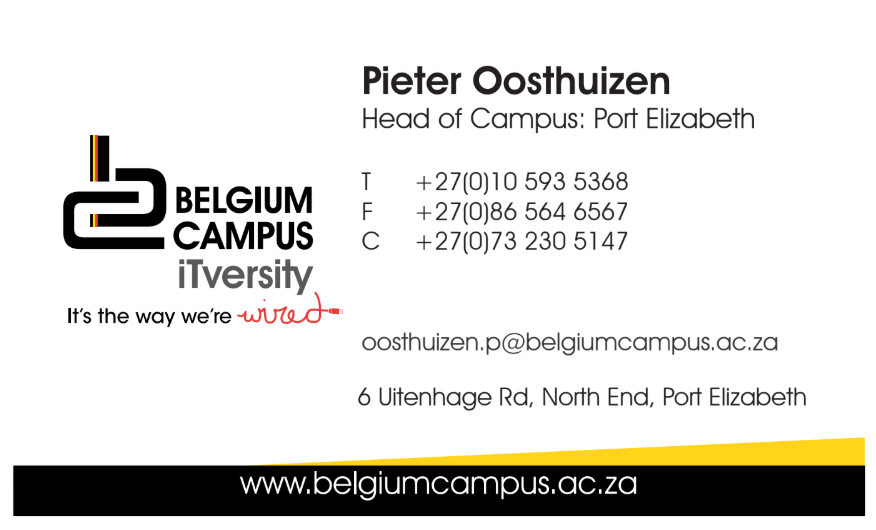 Pieter Oosthuizen
Head of Campus: Port Elizabeth
T +27(0)10 593 5368
F +27(0)86 564 6567
C +27(0)73 230 5147
BELGIUM
CAMPUS
iTversity
It's the way we're wired
oosthuizen.p@belgiumcampus.ac.za
6 Uitenhage Rd, North End, Port Elizabeth
www.belgiumcampus.ac.za